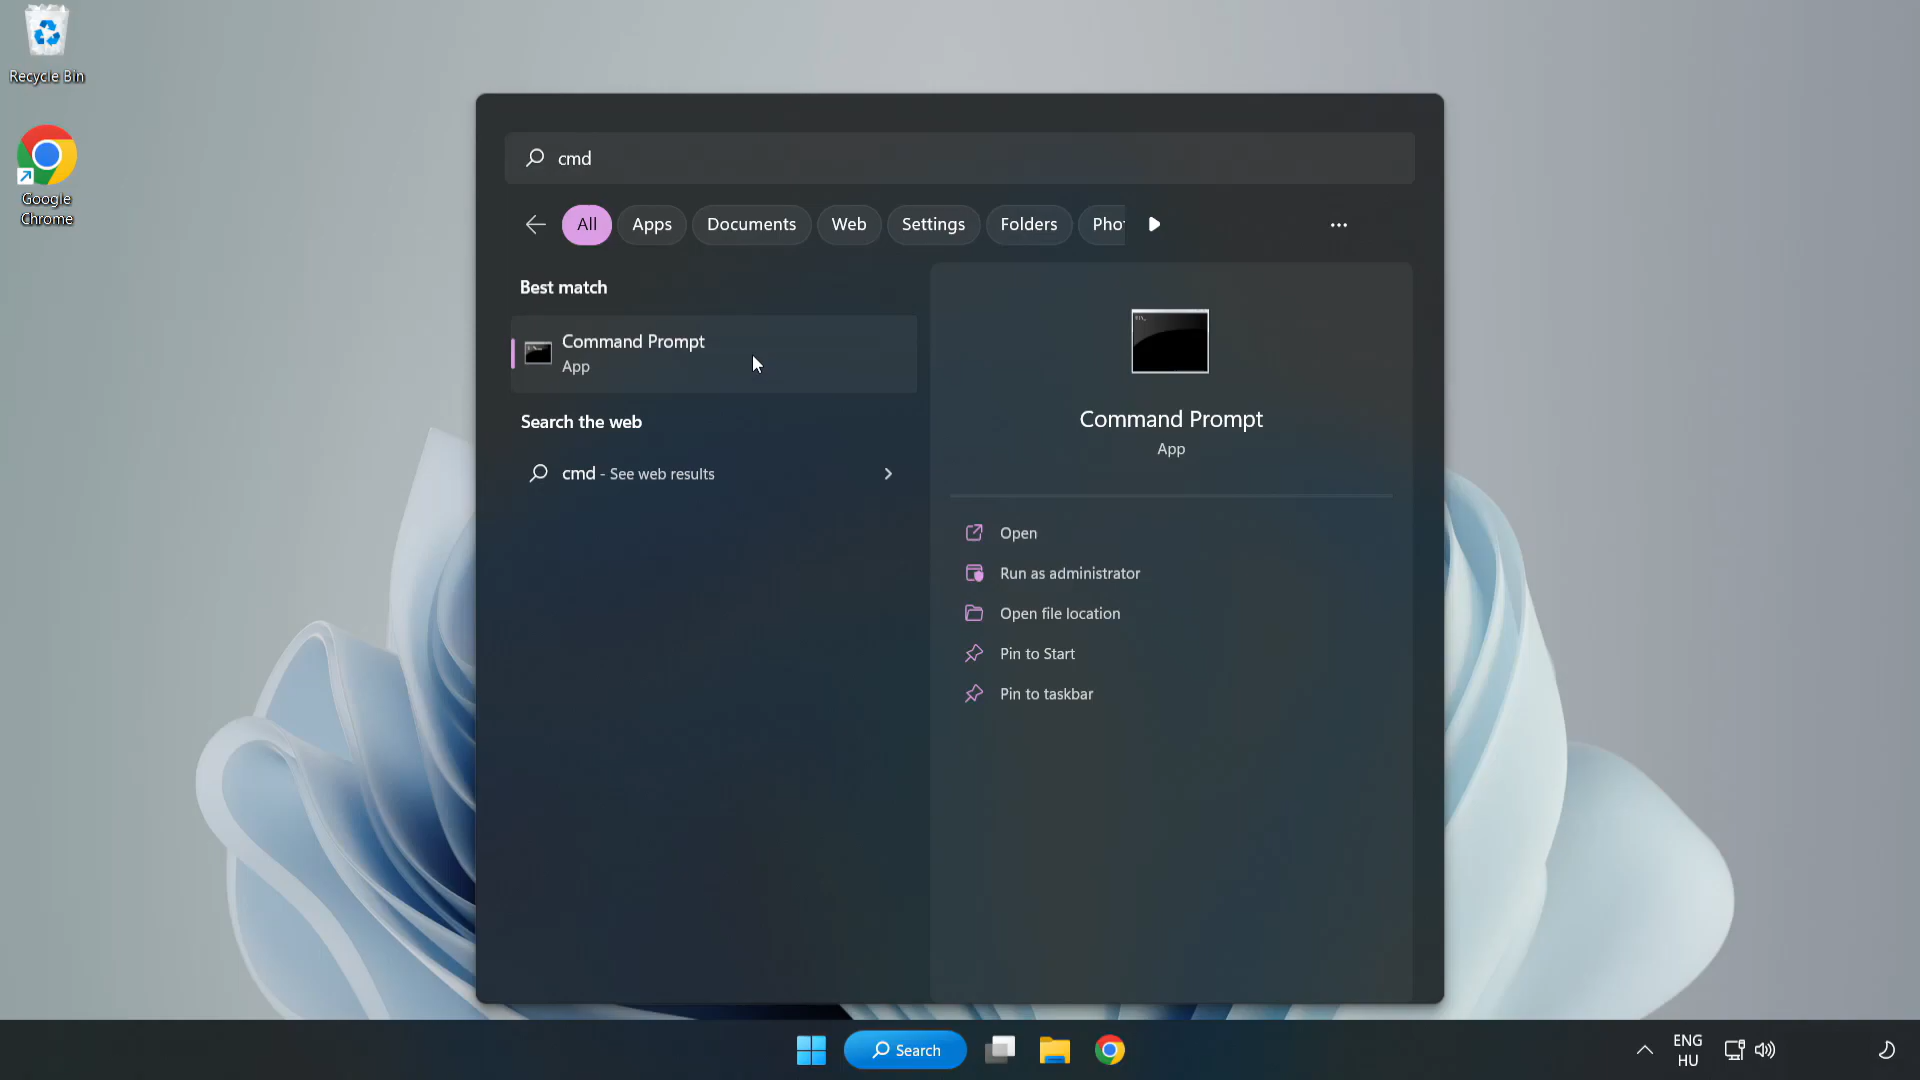 Recycle Bin
Google
Chrome
cmd
All
Apps
Documents
Web
Settings
Folders
Best match
Command Prompt
App
Search the web
cmd - See web results
Command Prompt
App
Open
Run as administrator
Open file location
Pin to Start
Pin to taskbar
Search
ENG
HU